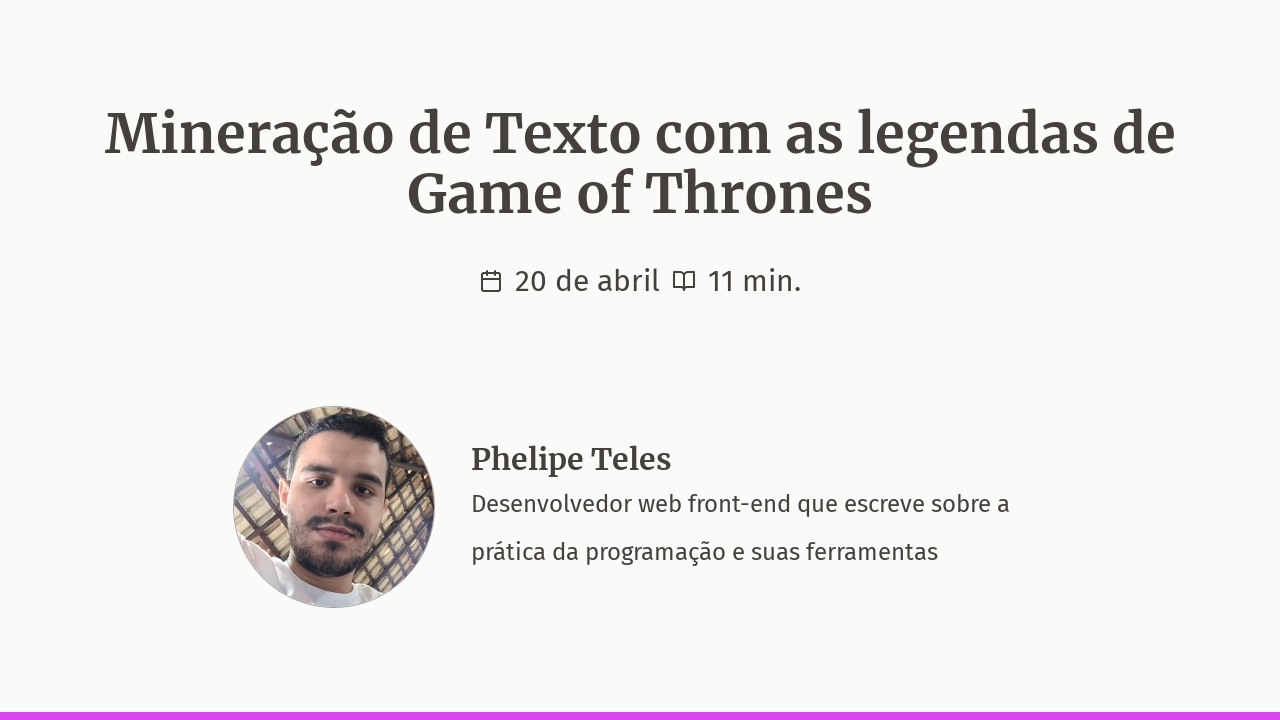 Mineração de Texto com as legendas de
Game of Thrones
20 de abril 11 min.
Phelipe Teles
Desenvolvedor web front-end que escreve sobre a
prática da programação e suas ferramentas